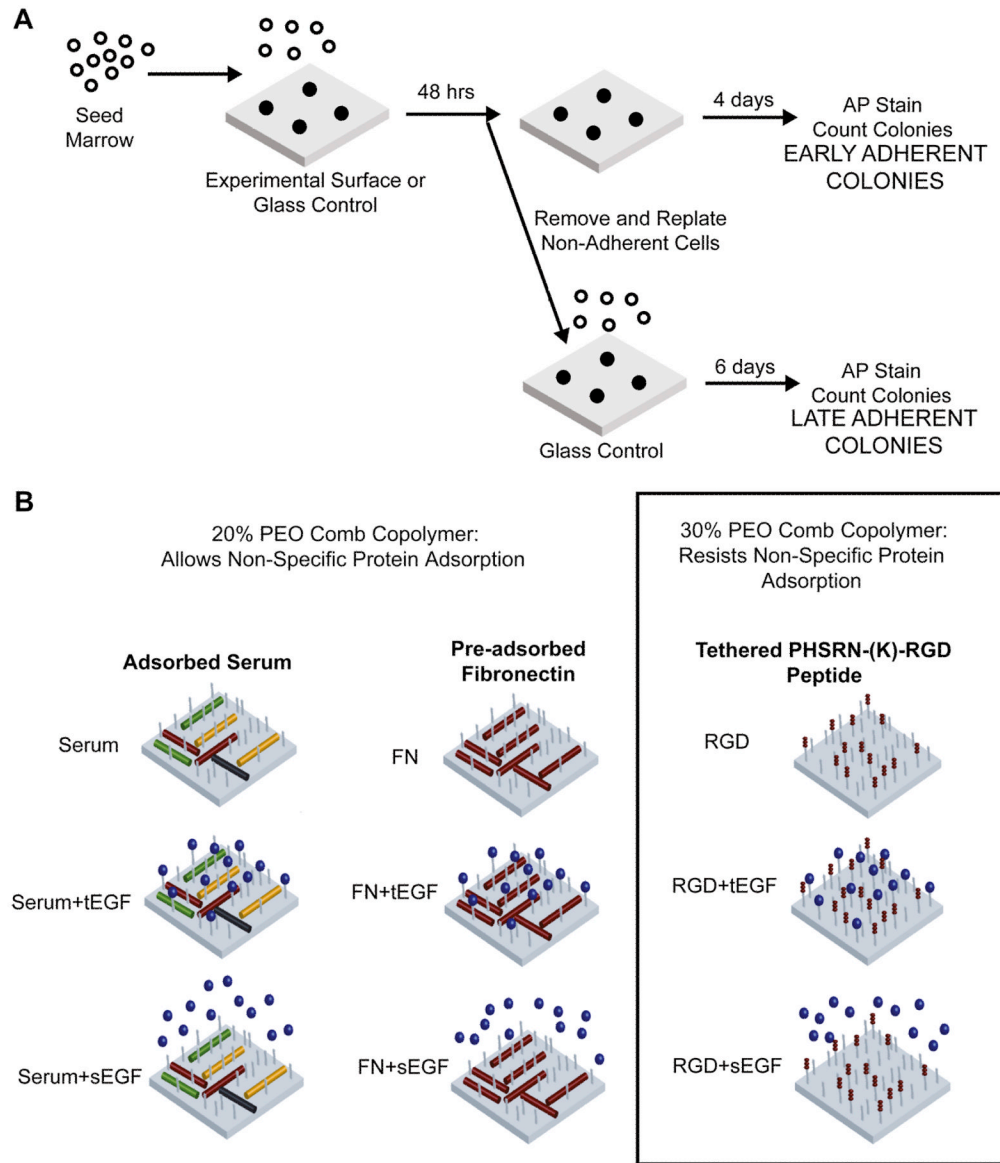 A
Seed
Marrow
Experimental Surface or
Glass Control
48 hrs
4 days
AP Stain
Count Colonies
EARLY ADHERENT
COLONIES
Remove and Replate
Non-Adherent Cells
Glass Control
6 days
AP Stain
Count Colonies
LATE ADHERENT
COLONIES
B
20% PEO Comb Copolymer:
Allows Non-Specific Protein Adsorption
30% PEO Comb Copolymer:
Resists Non-Specific Protein
Adsorption
Adsorbed Serum
Pre-adsorbed
Fibronectin
Tethered PHSRN-(K)-RGD
Peptide
Serum
FN
RGD
Serum+tEGF
FN+tEGF
RGD+tEGF
Serum+sEGF
FN+sEGF
RGD+sEGF